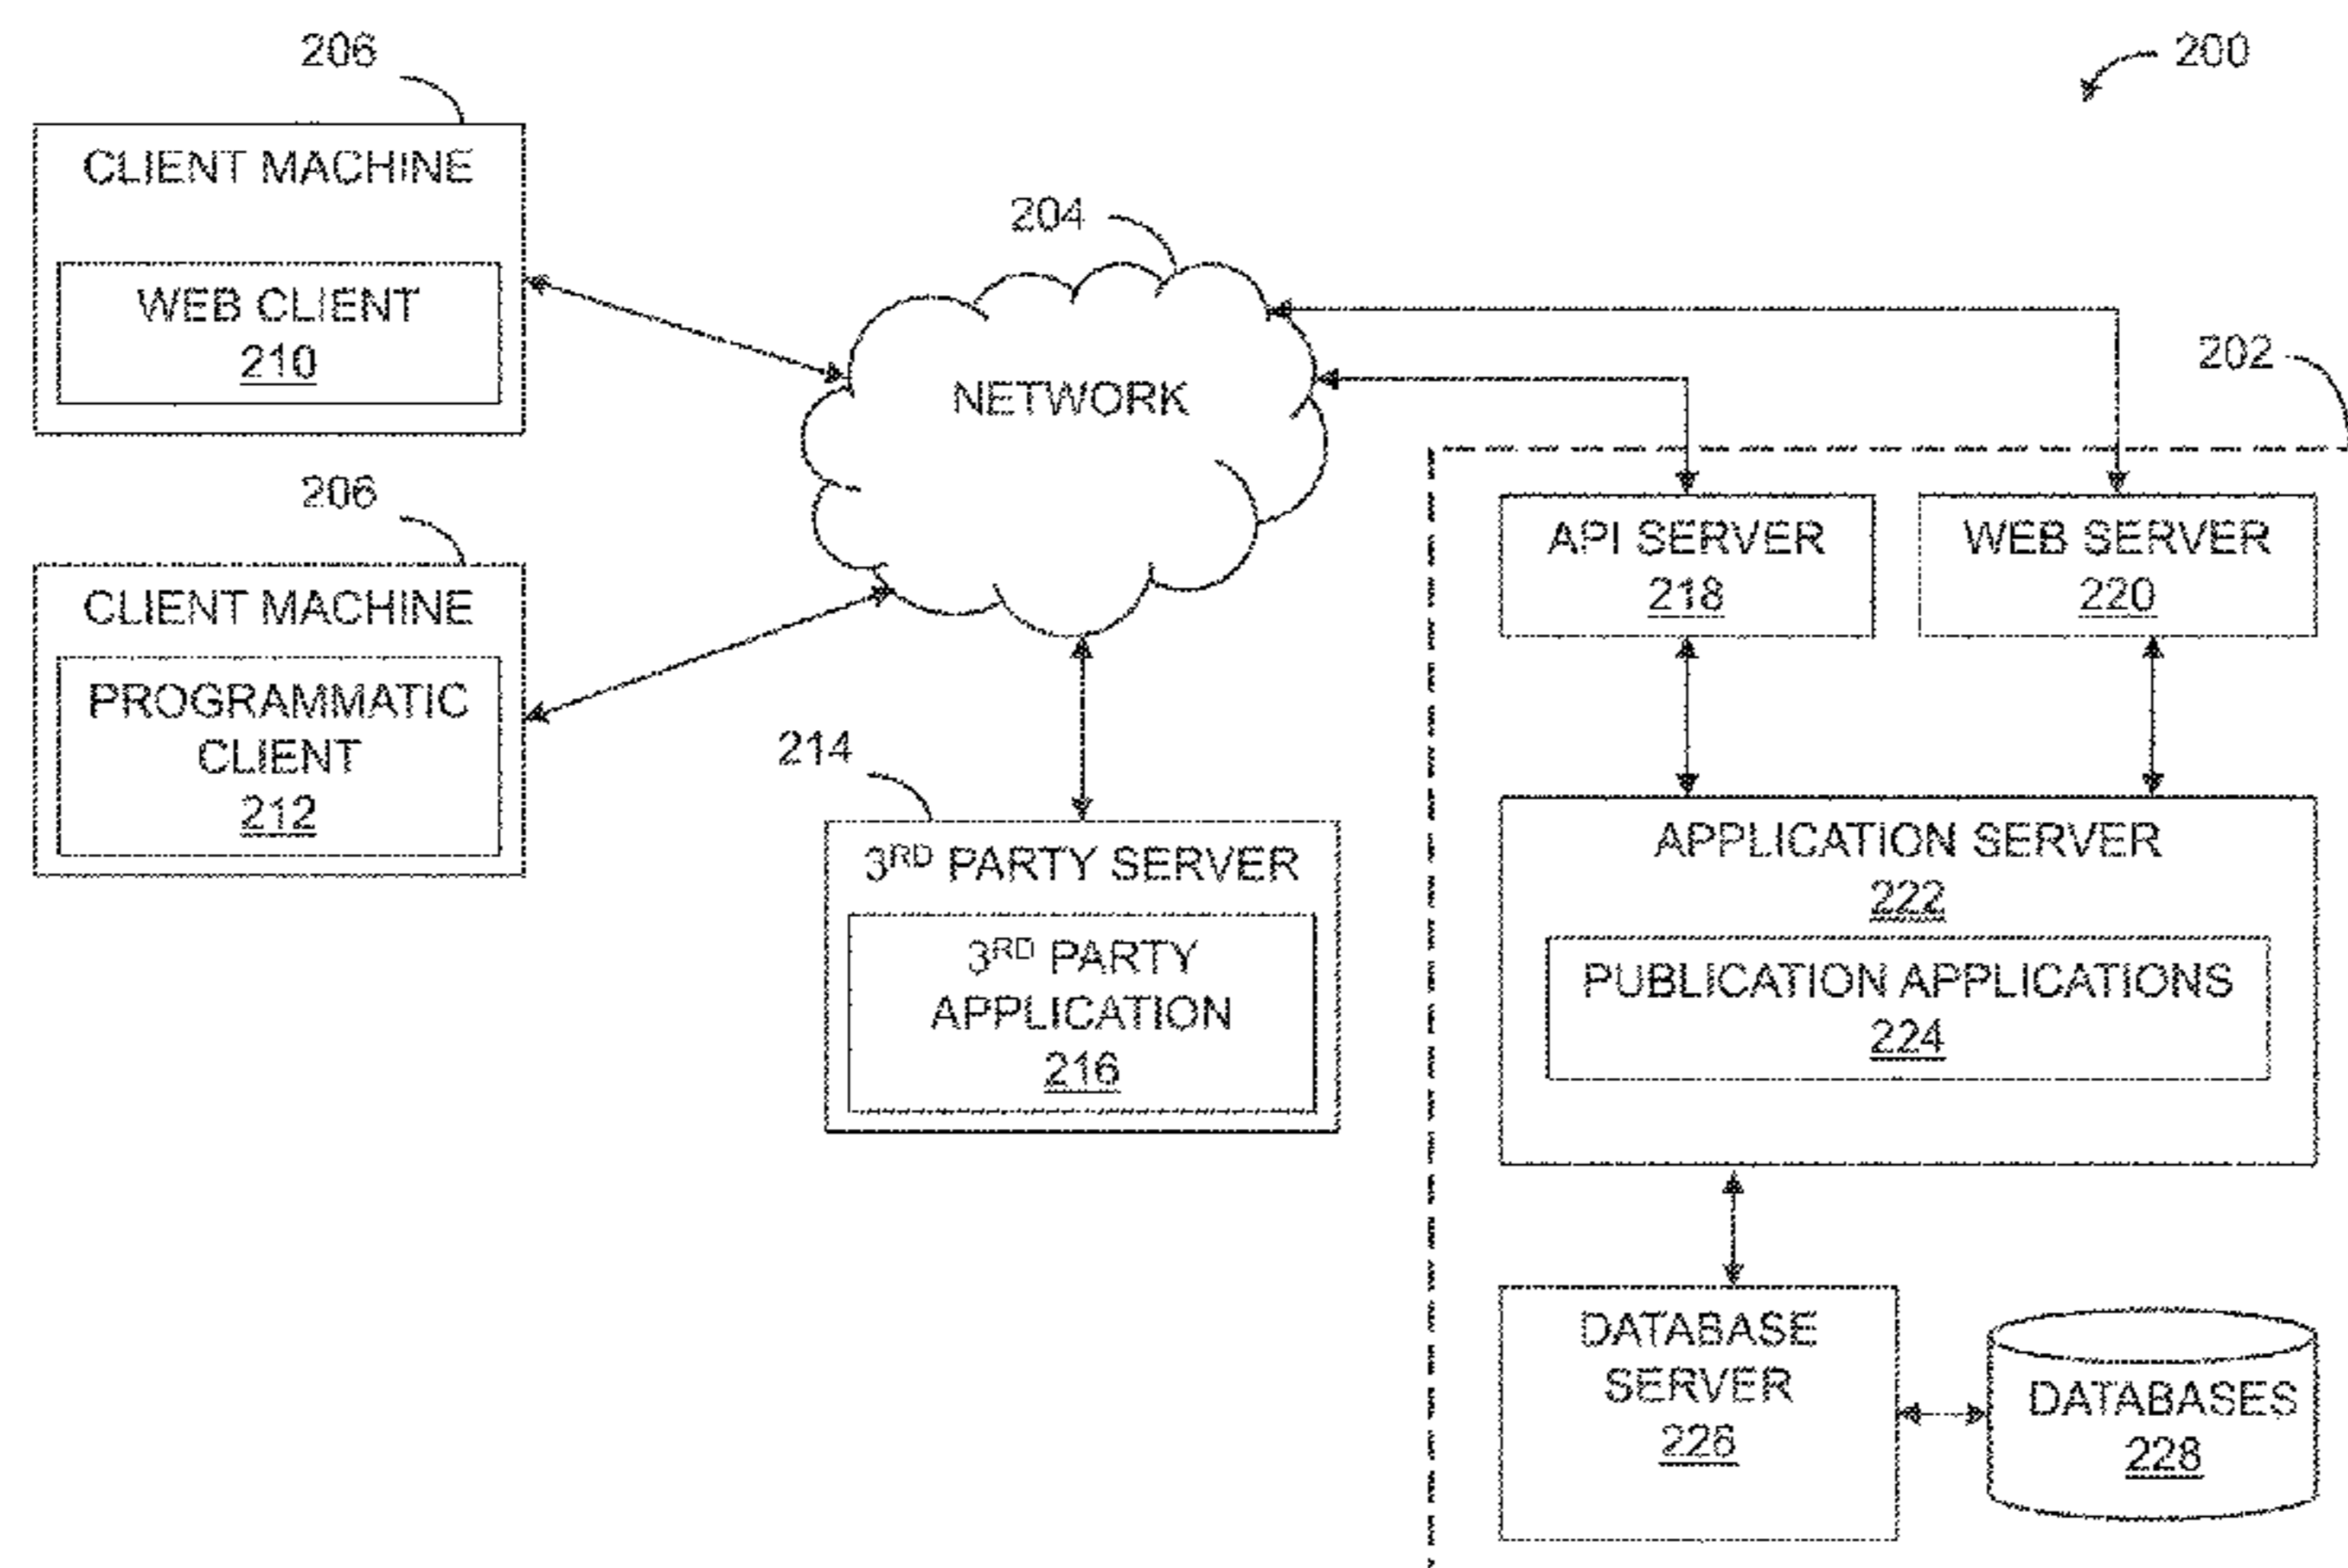 206
200
CLIENT MACHINE
WEB CLIENT
210
204
NETWORK
202
206
CLIENT MACHINE
PROGRAMMATIC
CLIENT
212
API SERVER
218
WEB SERVER
220
214
3RD PARTY SERVER
3RD PARTY
APPLICATION
216
APPLICATION SERVER
222
PUBLICATION APPLICATIONS
224
DATABASE
SERVER
226
DATABASES
228